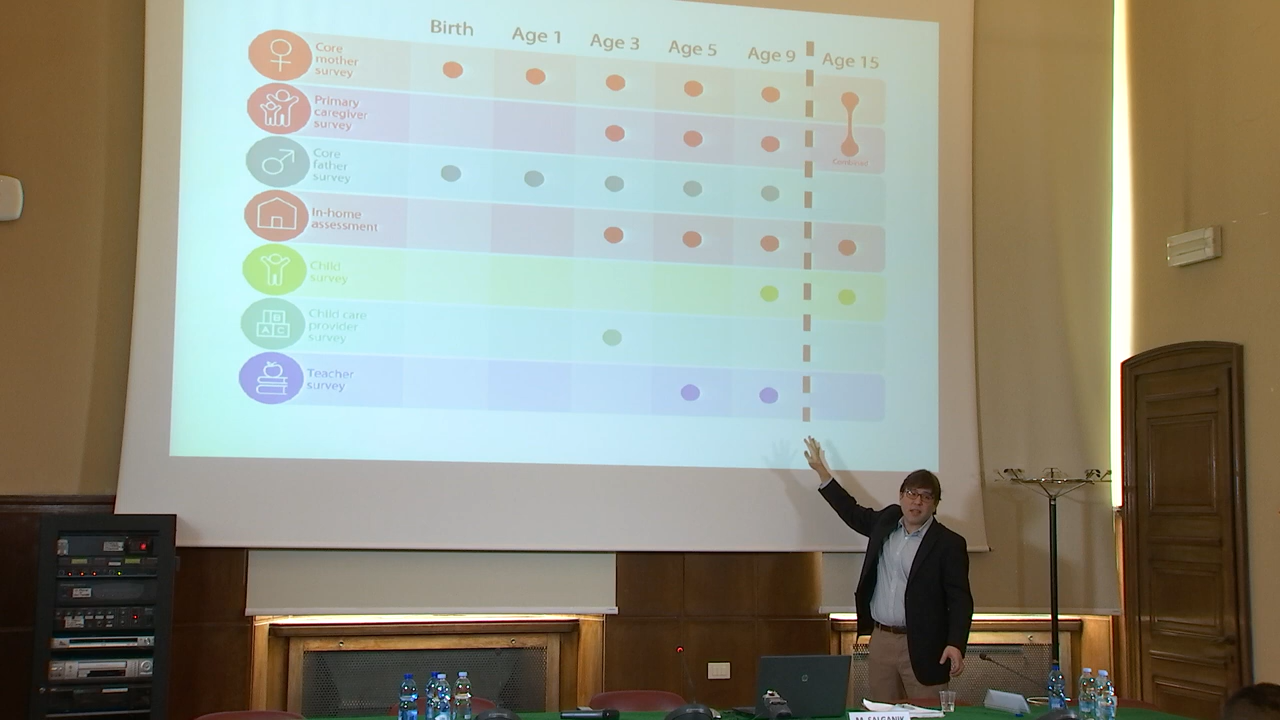 Birth Age 1 Age 3 Age 5 Age 9 Age 15
Core
mother
survey
Primary
caregiver
survey
Combined
Core
father
survey
In-home
assessment
Child
survey
Child care
provider
survey
B
A C
Teacher
survey
M. SALGANIK